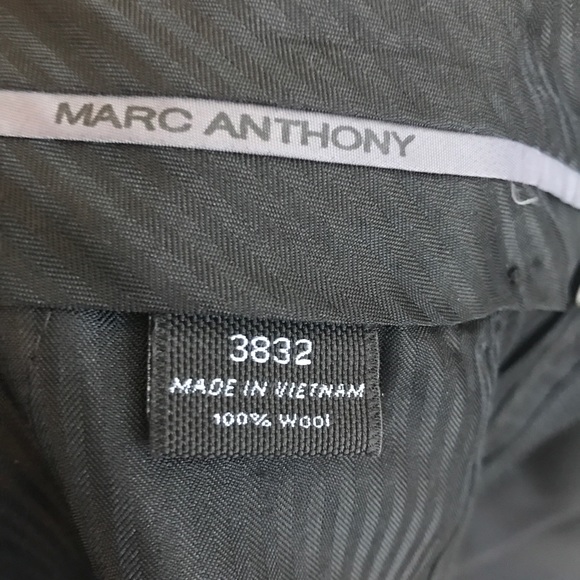 MARC ANTHONY
3832
MADE IN VIETNAM
100% Wool